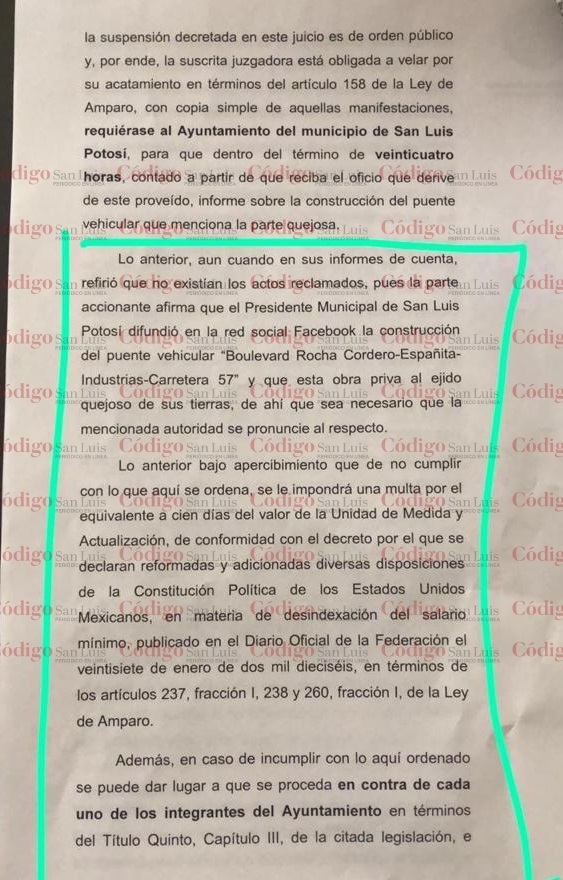 la suspensión decretada en este juicio es de orden público
y, por ende, la suscrita juzgadora está obligada a velar por
su acatamiento en términos del artículo 158 de la Ley de
Amparo, con copia simple de aquellas manifestaciones,
requiérase al Ayuntamiento del municipio de San Luis
Potosí, para que dentro del término de veinticuatro
horas, contado a partir de que reciba el oficio que derive
de este proveído, informe sobre la construcción del puente
vehicular que menciona la parte quejosa.
Lo anterior, aun cuando en sus informes de cuenta,
refirió que no existían los actos reclamados, pues la parte
accionante afirma que el Presidente Municipal de San Luis
Potosí difundió en la red social Facebook la construcción
del puente vehicular "Boulevard Rocha Cordero-Españita-
Industrias-Carretera 57" y que esta obra priva al ejido
quejoso de sus tierras, de ahí que sea necesario que la
mencionada autoridad se pronuncie al respecto.
Lo anterior bajo apercibimiento que de no cumplir
con lo que aquí se ordena, se le impondrá una multa por el
equivalente a cien días del valor de la Unidad de Medida y
Actualización, de conformidad con el decreto por el que se
declaran reformadas y adicionadas diversas disposiciones
de la Constitución Política de los Estados Unidos
Mexicanos, en materia de desindexación del salario
mínimo, publicado en el Diario Oficial de la Federación el
veintisiete de enero de dos mil dieciséis, en términos de
los artículos 237, fracción I, 238 y 260, fracción I, de la Ley
de Amparo.
Además, en caso de incumplir con lo aquí ordenado
se puede dar lugar a que se proceda en contra de cada
uno de los integrantes del Ayuntamiento en términos
del Título Quinto, Capítulo III, de la citada legislación, e
Código San Luis
PERIÓDICO EN LÍNEA